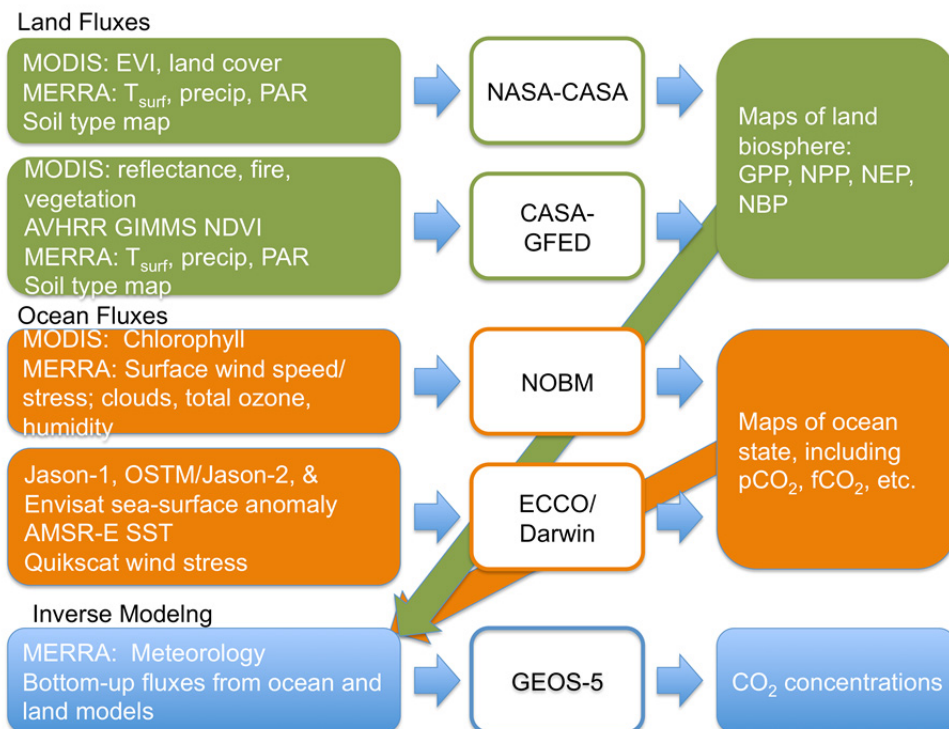 Land Fluxes
MODIS: EVI, land cover
MERRA: Tsurf, precip, PAR
Soil type map
NASA-CASA
MODIS: reflectance, fire,
vegetation
AVHRR GIMMS NDVI
MERRA: Tsurf, precip, PAR
Soil type map
CASA-
GFED
Maps of land
biosphere:
GPP, NPP, NEP,
NBP
Ocean Fluxes
MODIS:  Chlorophyll
MERRA: Surface wind speed/
stress; clouds, total ozone,
humidity
NOBM
Jason-1, OSTM/Jason-2, &
Envisat sea-surface anomaly
AMSR-E SST
Quikscat wind stress
ECCO/
Darwin
Maps of ocean
state, including
pCO₂, fCO₂, etc.
Inverse Modelng
MERRA:  Meteorology
Bottom-up fluxes from ocean and
land models
GEOS-5
CO₂ concentrations